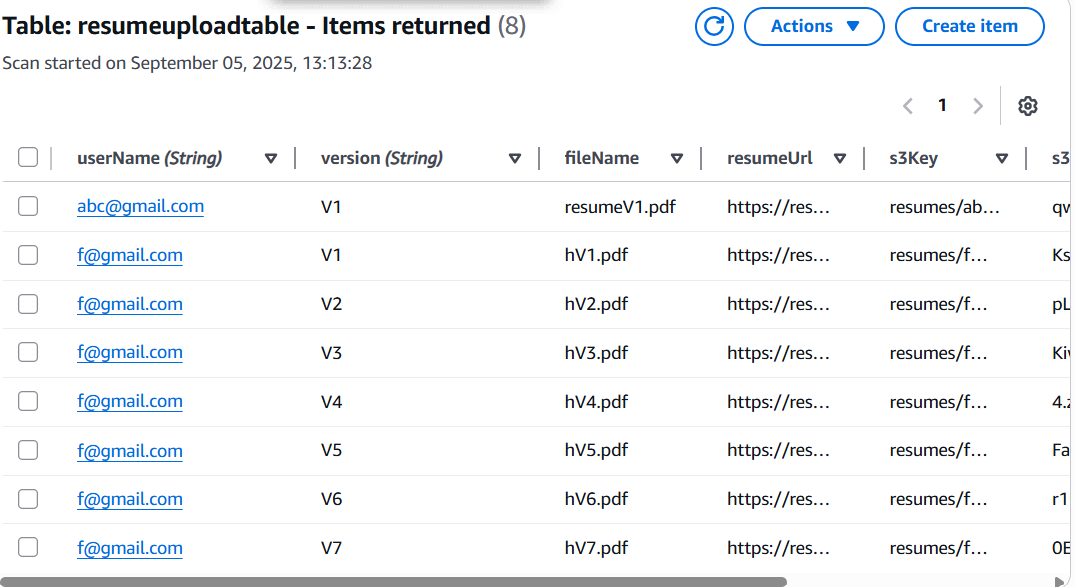 Table: resumeuploadtable - Items returned (8)
Actions
Create item
Scan started on September 05, 2025, 13:13:28
1
userName (String) version (String) fileName resumeUrl s3Key s3
abc@gmail.com V1 resumeV1.pdf https://res... resumes/ab... qw
f@gmail.com V1 hV1.pdf https://res... resumes/f... Ks
f@gmail.com V2 hV2.pdf https://res... resumes/f... pL
f@gmail.com V3 hV3.pdf https://res... resumes/f...
f@gmail.com V4 hV4.pdf https://res... resumes/f...
f@gmail.com V5 hV5.pdf https://res... resumes/f... Fa
f@gmail.com V6 hV6.pdf https://res... resumes/f... r1
f@gmail.com V7 hV7.pdf https://res... resumes/f...